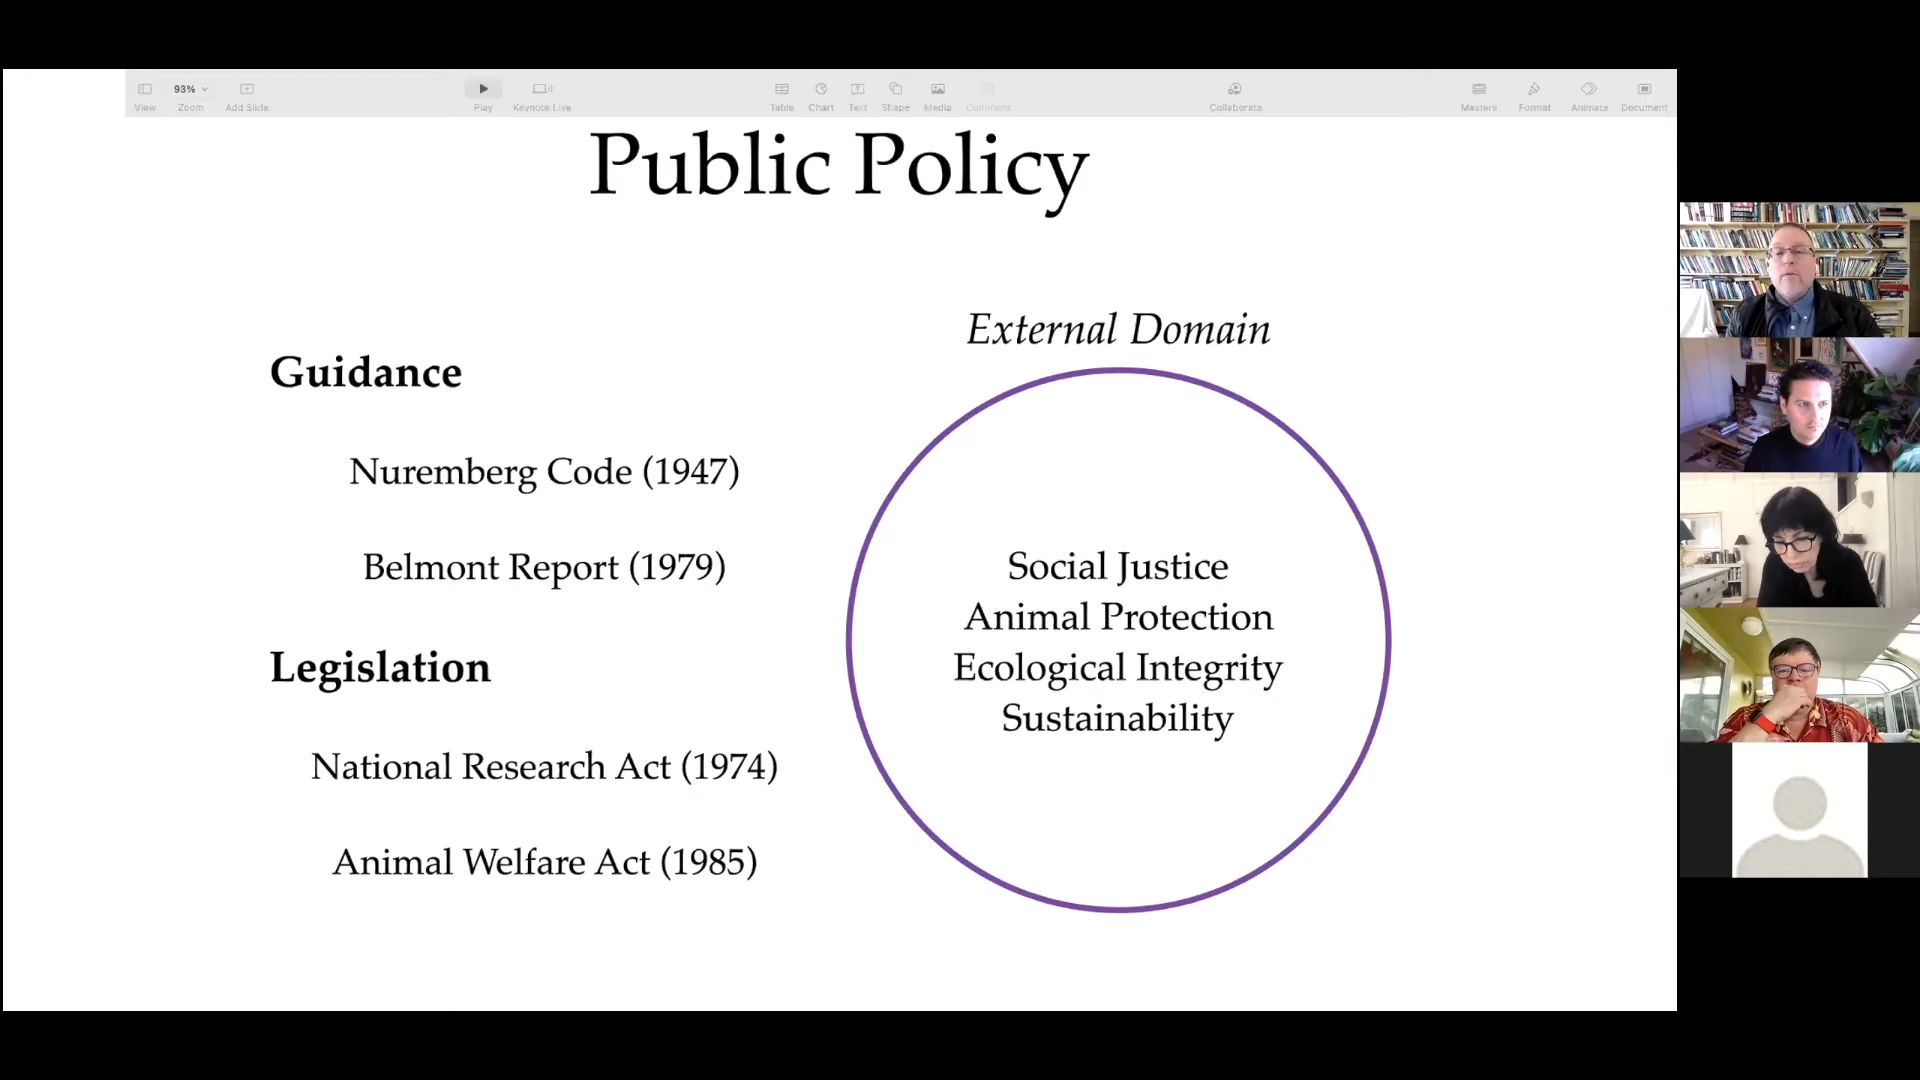 93%
View
Zoom
Add Slide
Play
Keynote Live
Table
Chart
Text
Shape
Media
Comment
Collaborate
Masters
Format
Animate
Document
Public Policy
Guidance
Nuremberg Code (1947)
Belmont Report (1979)
Legislation
National Research Act (1974)
Animal Welfare Act (1985)
External Domain
Social Justice
Animal Protection
Ecological Integrity
Sustainability